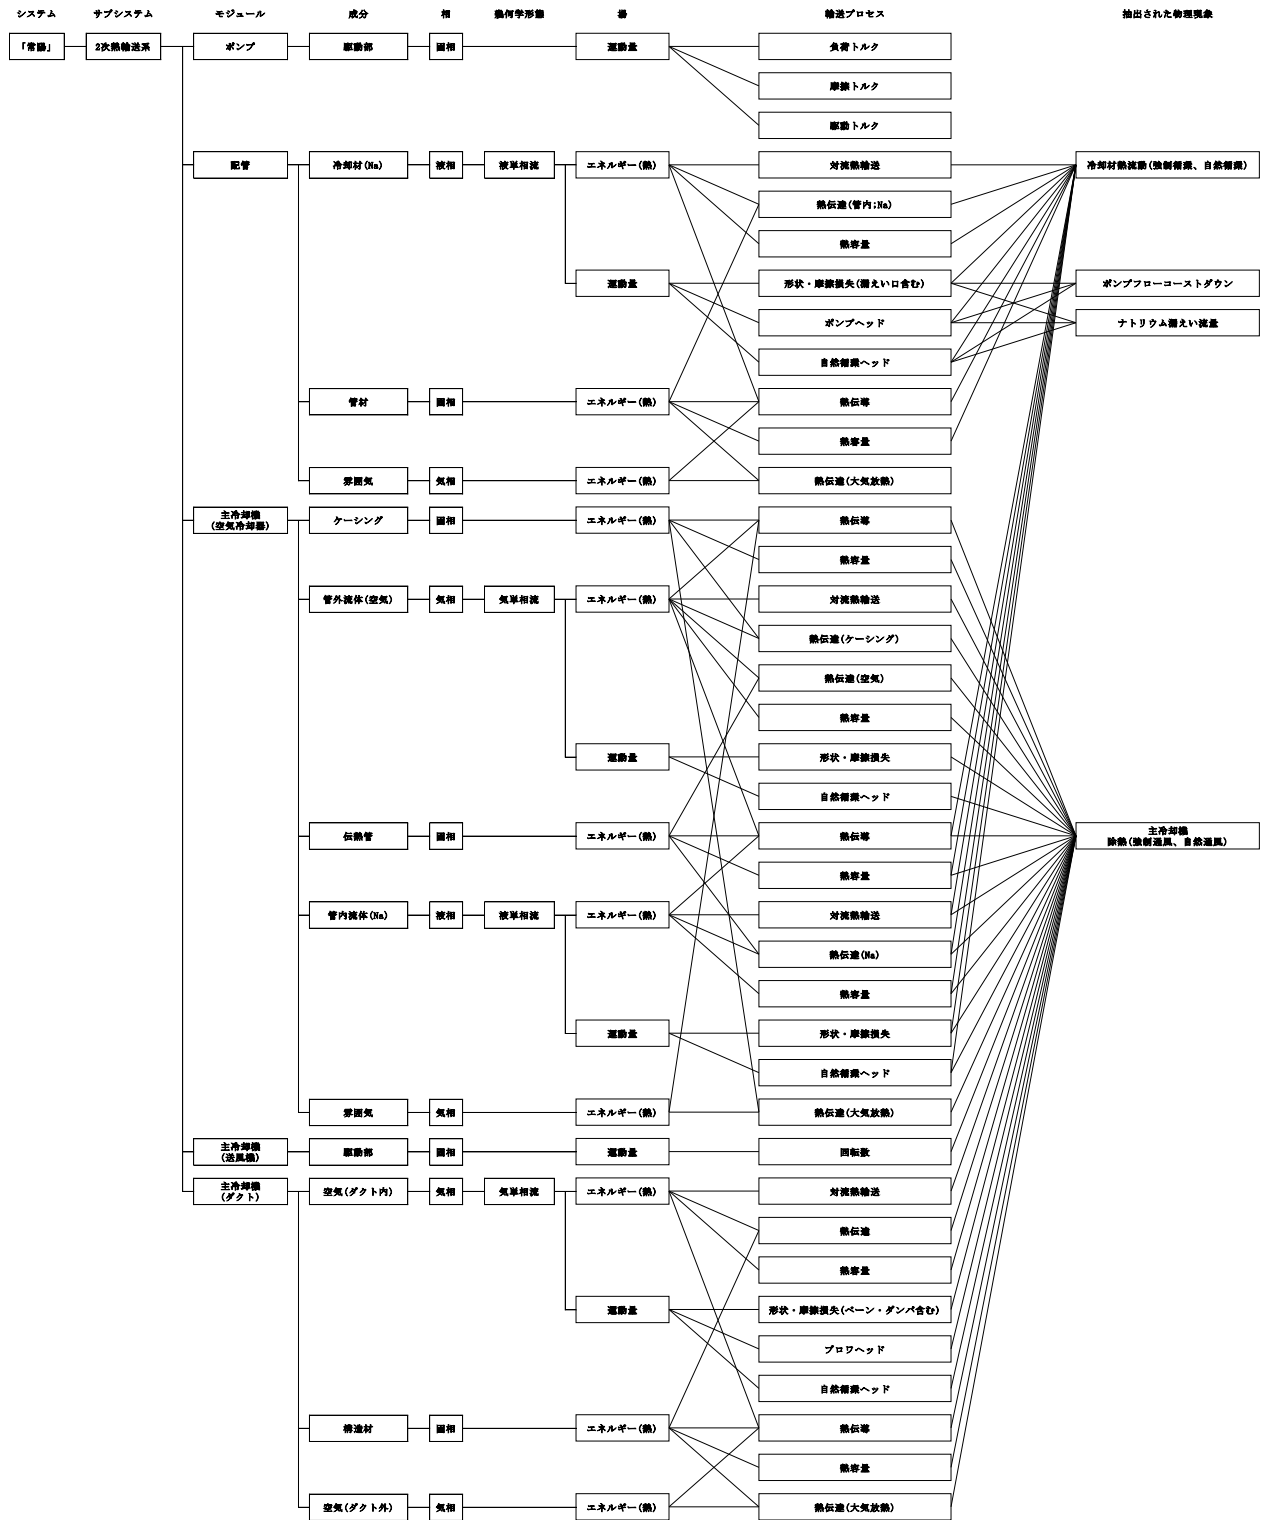 システム サブシステム モジュール 成分 相 幾何学形態 場 輸送プロセス 抽出された物理現象
「常陽」 2次熱輸送系 ポンプ 駆動部 固相 運動量 負荷トルク
摩擦トルク
駆動トルク
配管 冷却材(Na) 液相 液単相流 エネルギー(熱) 対流熱輸送 冷却材熱流動(強制循環、自然循環)
熱伝達(管内;Na)
熱容量
運動量 形状・摩擦損失(漏えい口含む) ポンプフローコーストダウン
ポンプヘッド ナトリウム漏えい流量
自然循環ヘッド
管材 固相 エネルギー(熱) 熱伝導
熱容量
雰囲気 気相 エネルギー(熱) 熱伝達(大気放熱)
主冷却機
(空気冷却器) ケーシング 固相 エネルギー(熱) 熱伝導
熱容量
管外流体(空気) 気相 気単相流 エネルギー(熱) 対流熱輸送
熱伝達(ケーシング)
熱伝達(空気)
熱容量
運動量 形状・摩擦損失
自然循環ヘッド
伝熱管 固相 エネルギー(熱) 熱伝導 主冷却機
除熱(強制通風、自然通風)
熱容量
管内流体(Na) 液相 液単相流 エネルギー(熱) 対流熱輸送
熱伝達(Na)
熱容量
運動量 形状・摩擦損失
自然循環ヘッド
雰囲気 気相 エネルギー(熱) 熱伝達(大気放熱)
主冷却機
(送風機) 駆動部 固相 運動量 回転数
主冷却機
(ダクト) 空気(ダクト内) 気相 気単相流 エネルギー(熱) 対流熱輸送
熱伝達
熱容量
運動量 形状・摩擦損失(ベーン・ダンパ含む)
ブロワヘッド
自然循環ヘッド
構造材 固相 エネルギー(熱) 熱伝導
熱容量
空気(ダクト外) 気相 エネルギー(熱) 熱伝達(大気放熱)